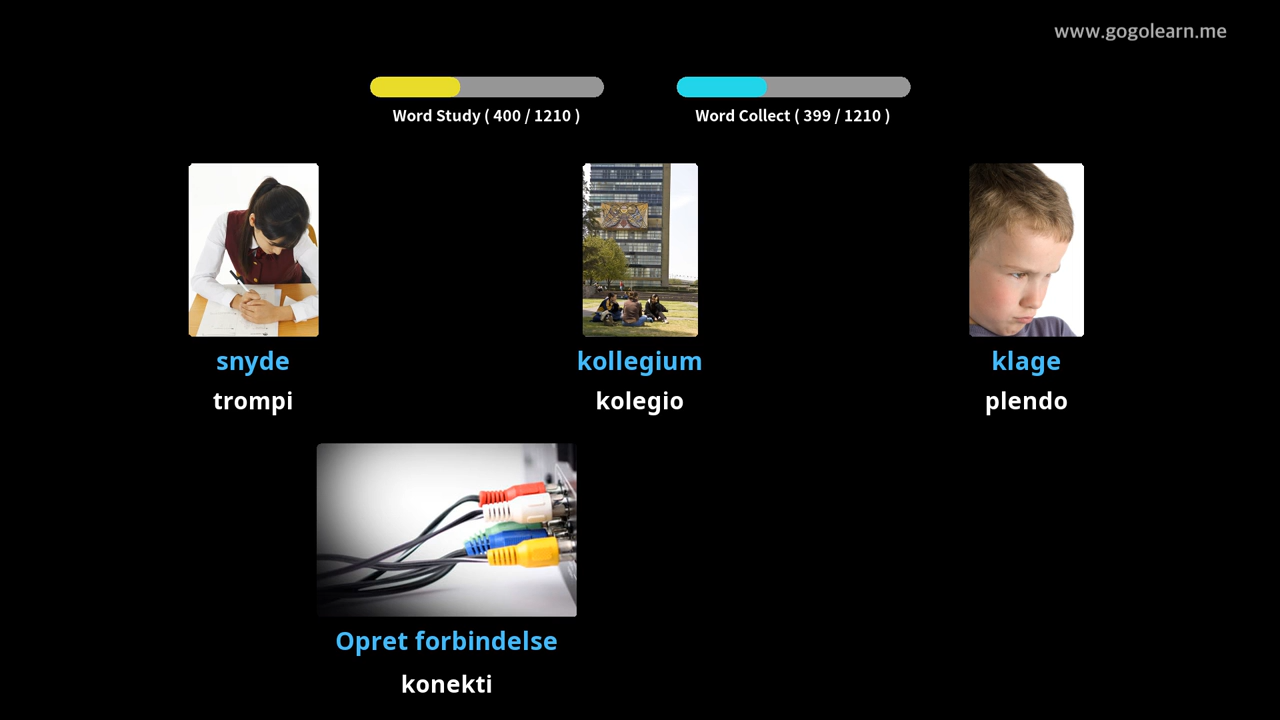 www.gogolearn.me
Word Study ( 400 / 1210 )
Word Collect ( 399 / 1210 )
snyde
trompi
kollegium
kolegio
klage
plendo
Opret forbindelse
konekti